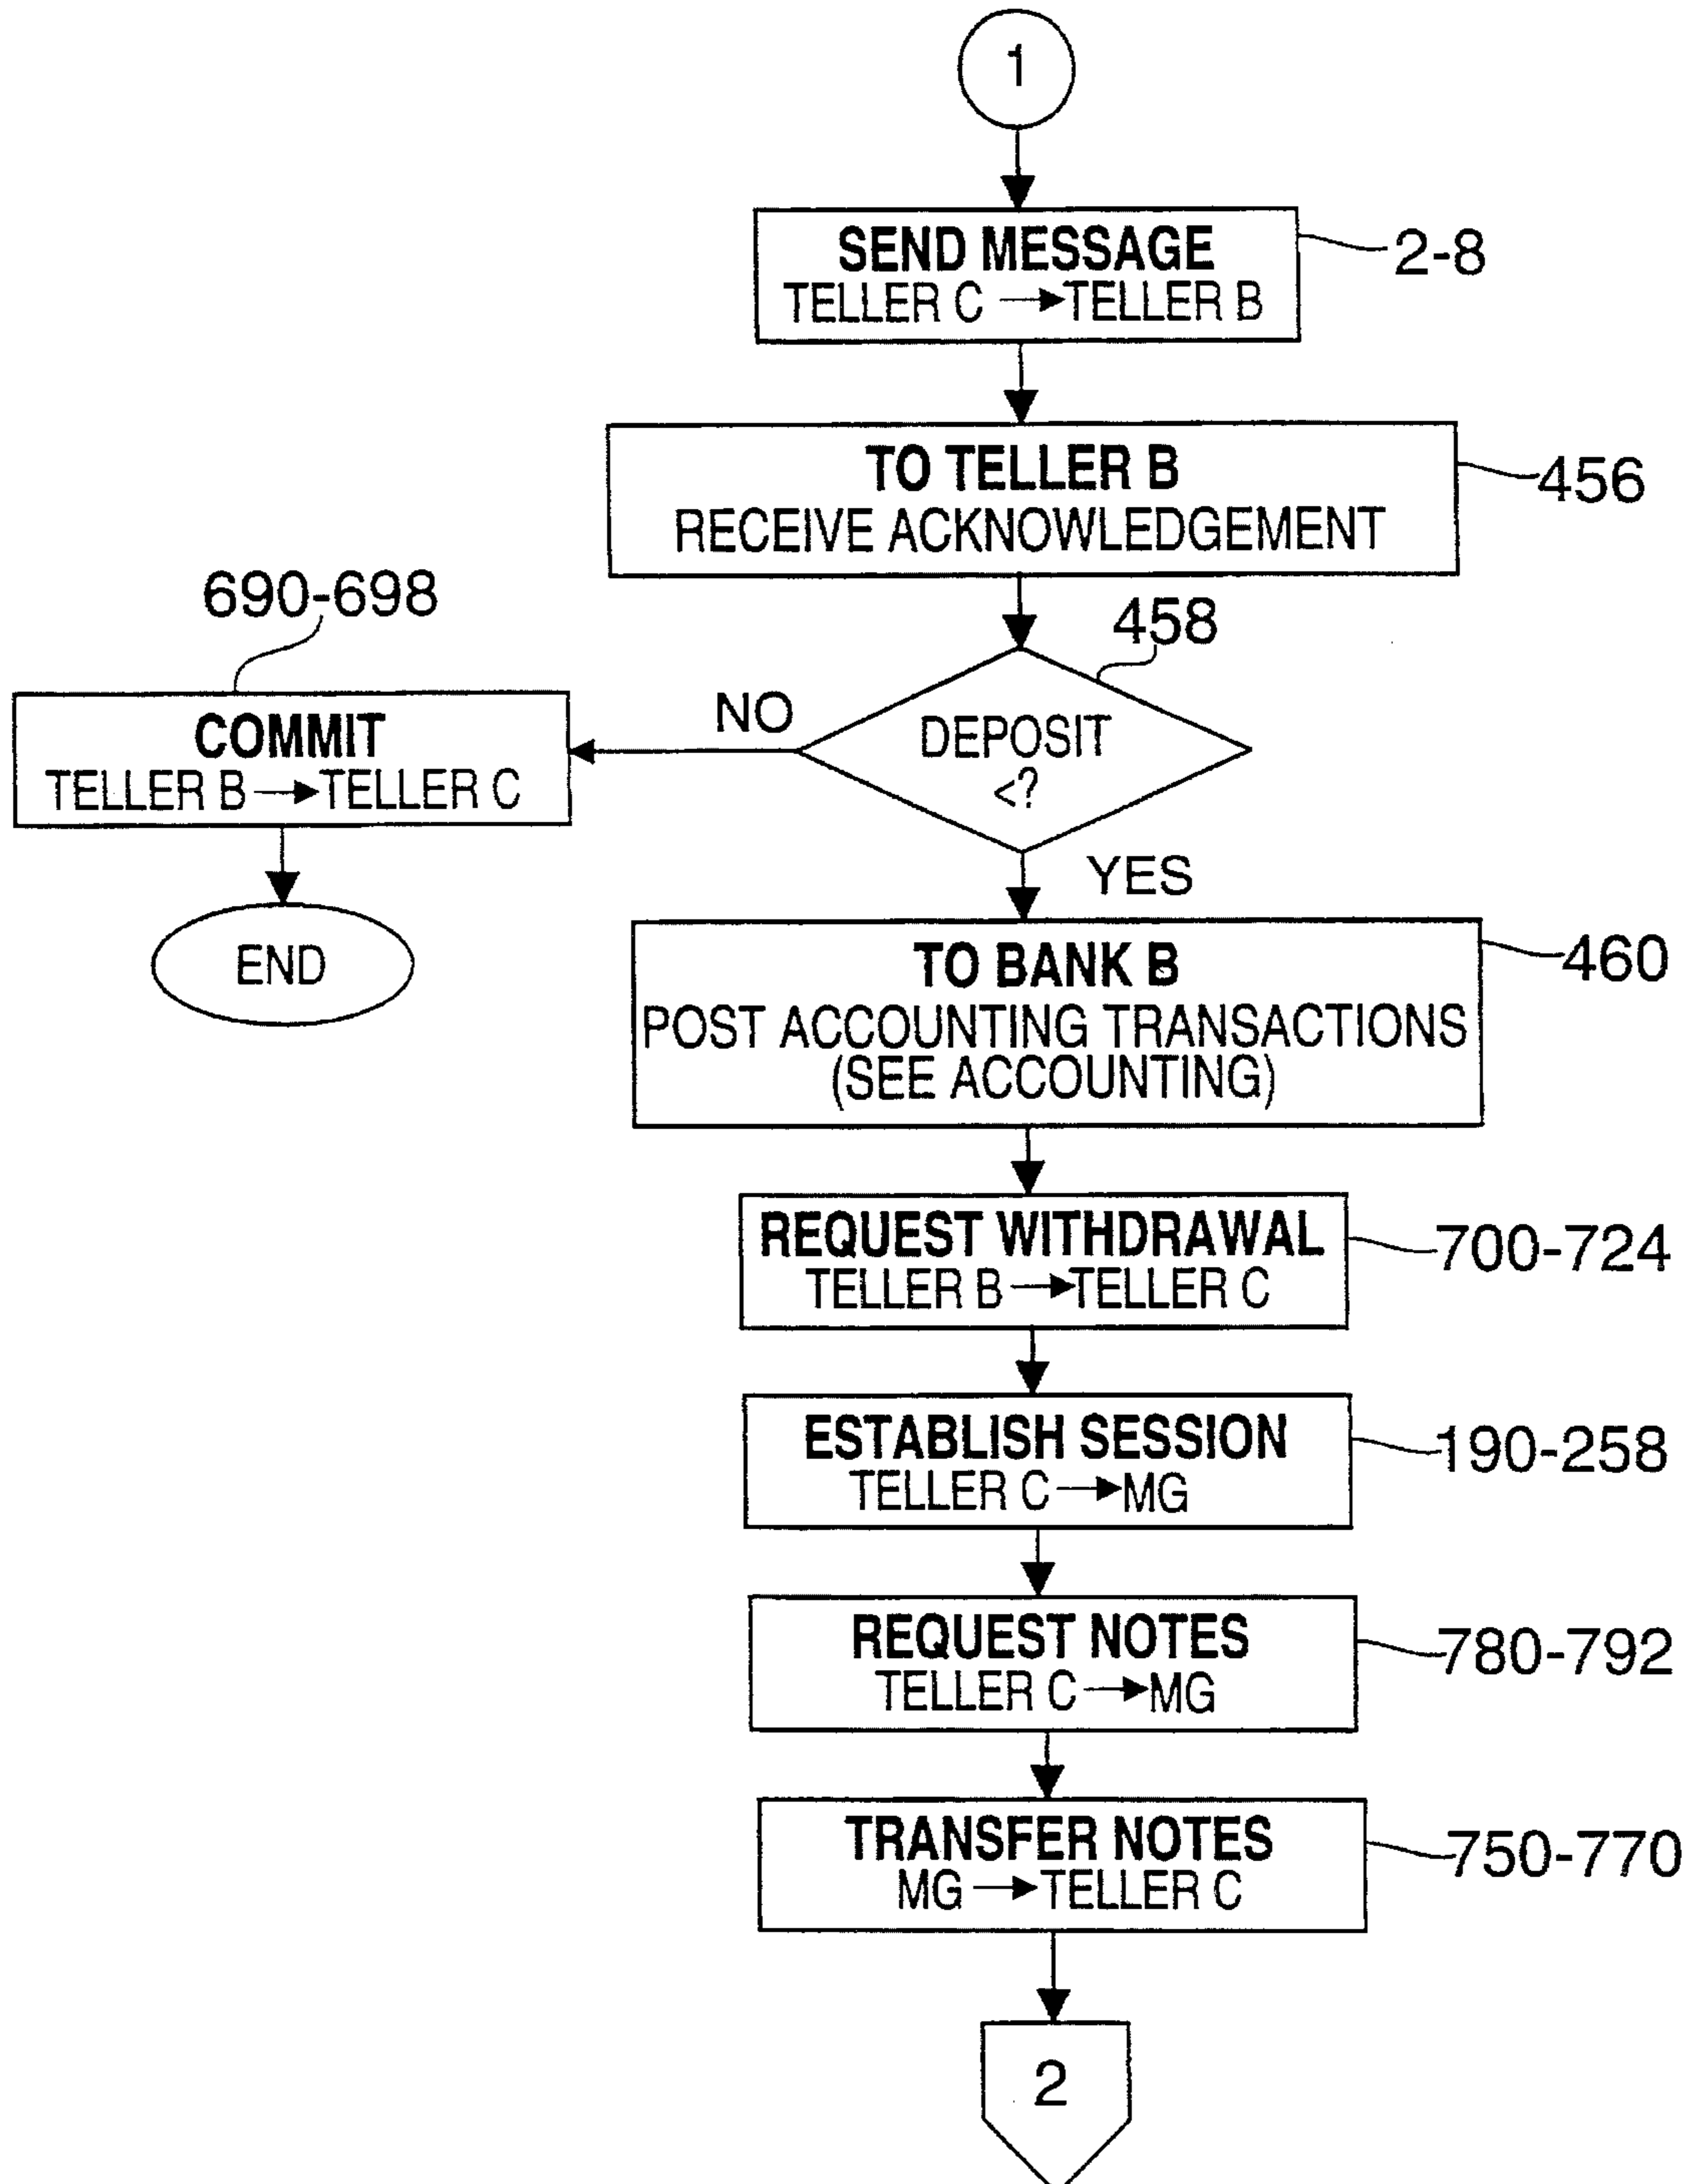 1
SEND MESSAGE
TELLER C → TELLER B
2-8
TO TELLER B
RECEIVE ACKNOWLEDGEMENT
456
690-698
458
COMMIT
TELLER B → TELLER C
NO
DEPOSIT
<?
YES
END
TO BANK B
POST ACCOUNTING TRANSACTIONS
(SEE ACCOUNTING)
460
REQUEST WITHDRAWAL
TELLER B → TELLER C
700-724
ESTABLISH SESSION
TELLER C → MG
190-258
REQUEST NOTES
TELLER C → MG
780-792
TRANSFER NOTES
MG → TELLER C
750-770
2